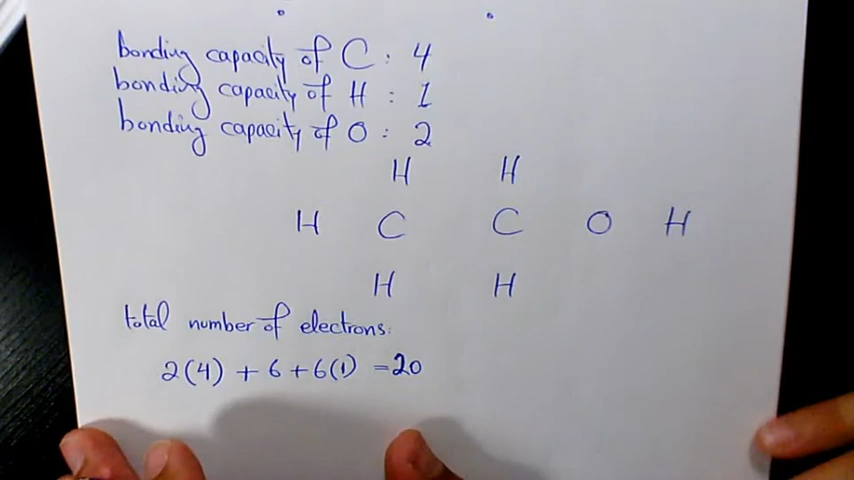 bonding capacity of C: 4
bonding capacity of H: 1
bonding capacity of O: 2
H H
H C C O H
H H
total number of electrons:
2(4) + 6 + 6(1) = 20